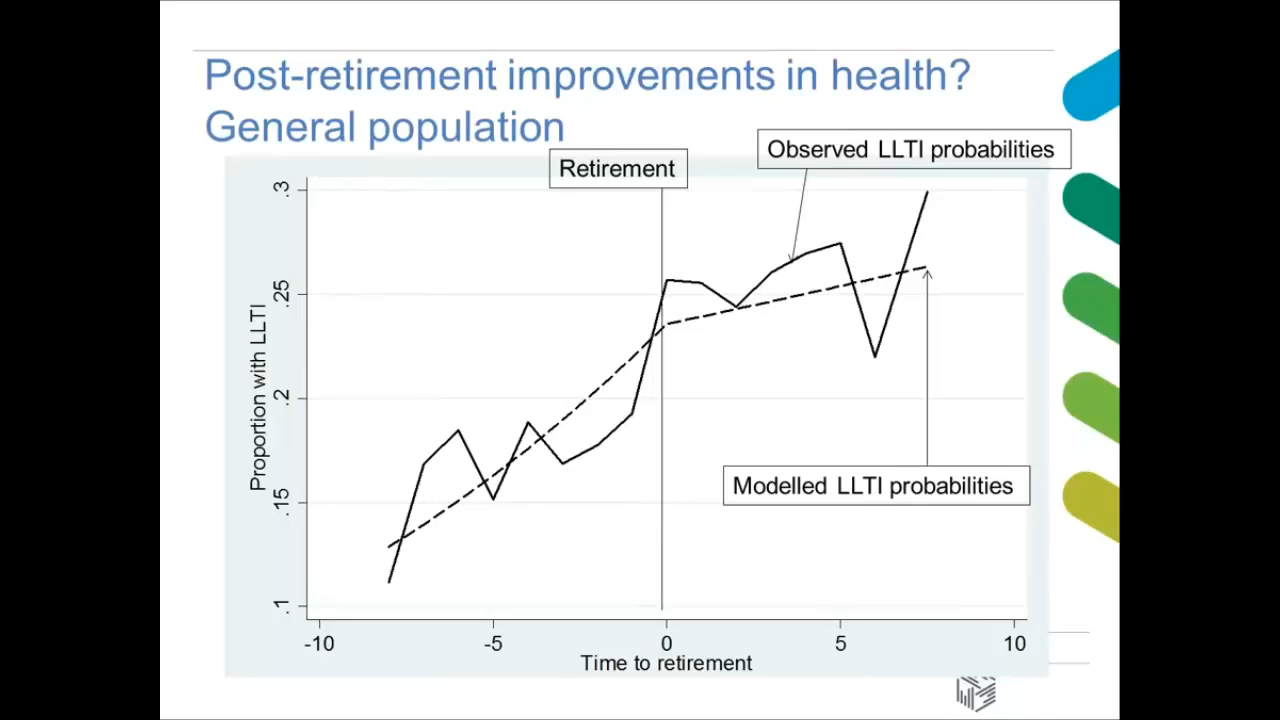 Post-retirement improvements in health?
General population
Observed LLTI probabilities
Retirement
.3
.25
.2
.15
.1
Proportion with LLTI
Modelled LLTI probabilities
-10 -5 0 5 10
Time to retirement